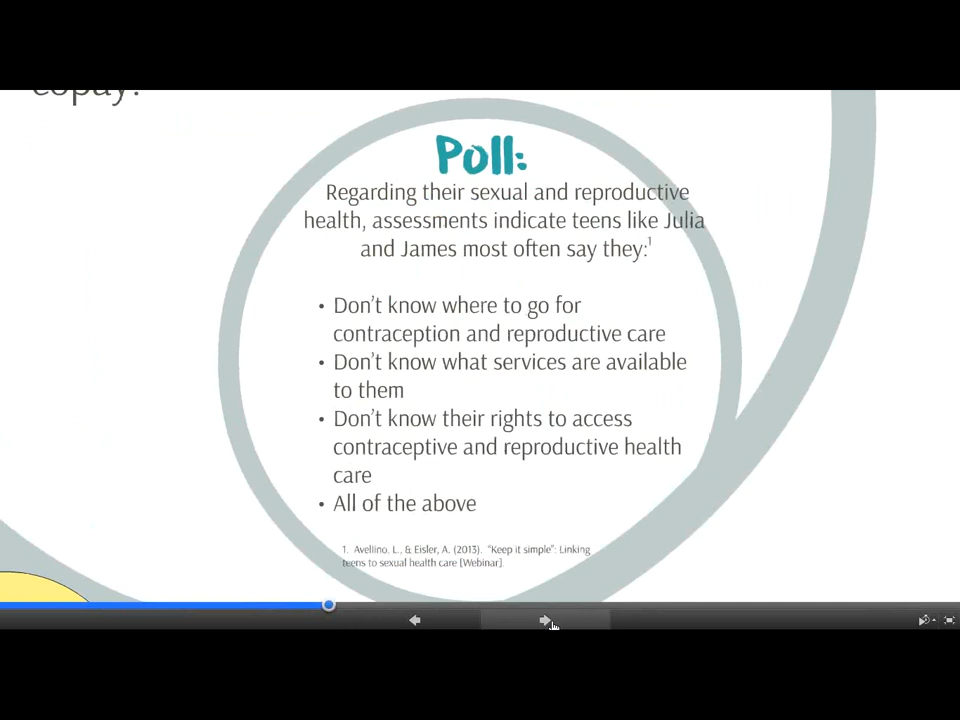 copay?
Poll:
Regarding their sexual and reproductive
health, assessments indicate teens like Julia
and James most often say they:1
• Don't know where to go for
contraception and reproductive care
• Don't know what services are available
to them
• Don't know their rights to access
contraceptive and reproductive health
care
• All of the above
1. Avellino, L., & Eisler, A. (2013). "Keep it simple": Linking
teens to sexual health care [Webinar].